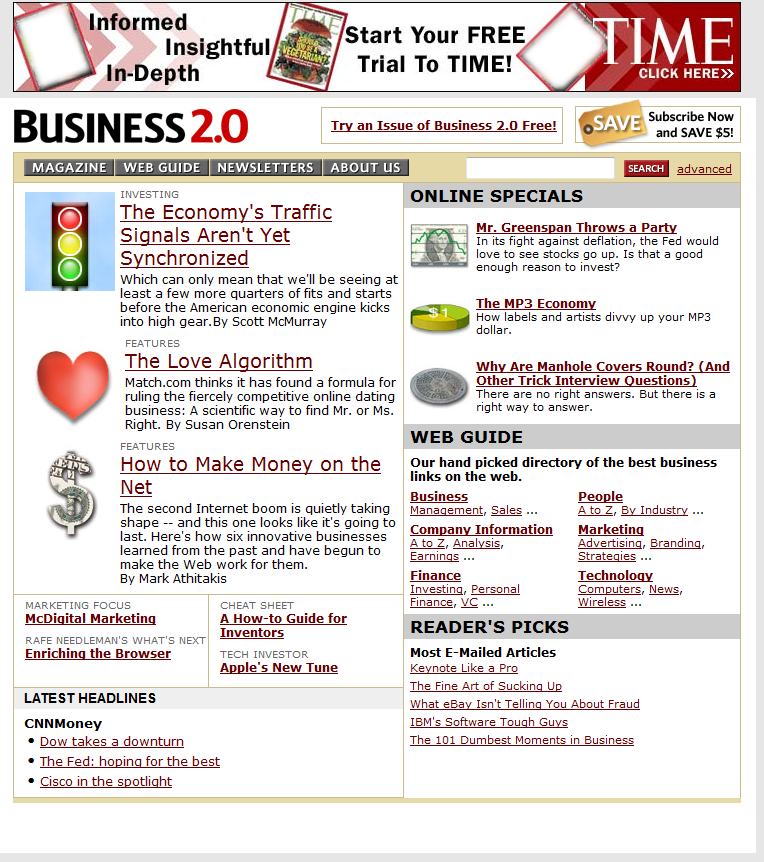 Informed
Insightful
In-Depth
TIME
Start Your FREE
Trial To TIME!
TIME
CLICK HERE>>
BUSINESS 2.0
Try an Issue of Business 2.0 Free!
SAVE
Subscribe Now
and SAVE $5!
MAGAZINE
WEB GUIDE
NEWSLETTERS
ABOUT US
SEARCH
advanced
INVESTING
The Economy's Traffic
Signals Aren't Yet
Synchronized
Which can only mean that we'll be seeing at
least a few more quarters of fits and starts
before the American economic engine kicks
into high gear.By Scott McMurray
FEATURES
The Love Algorithm
Match.com thinks it has found a formula for
ruling the fiercely competitive online dating
business: A scientific way to find Mr. or Ms.
Right. By Susan Orenstein
FEATURES
How to Make Money on the
Net
The second Internet boom is quietly taking
shape -- and this one looks like it's going to
last. Here's how six innovative businesses
learned from the past and have begun to
make the Web work for them.
By Mark Athitakis
MARKETING FOCUS
McDigital Marketing
RAFE NEEDLEMAN'S WHAT'S NEXT
Enriching the Browser
CHEAT SHEET
A How-to Guide for
Inventors
TECH INVESTOR
Apple's New Tune
LATEST HEADLINES
CNNMoney
• Dow takes a downturn
• The Fed: hoping for the best
• Cisco in the spotlight
ONLINE SPECIALS
Mr. Greenspan Throws a Party
In its fight against deflation, the Fed would
love to see stocks go up. Is that a good
enough reason to invest?
$1
The MP3 Economy
How labels and artists divvy up your MP3
dollar.
Why Are Manhole Covers Round? (And
Other Trick Interview Questions)
There are no right answers. But there is a
right way to answer.
WEB GUIDE
Our hand picked directory of the best business
links on the web.
Business
Management, Sales ...
People
A to Z, By Industry ...
Company Information
A to Z, Analysis,
Earnings ...
Marketing
Advertising, Branding,
Strategies ...
Finance
Investing, Personal
Finance, VC ...
Technology
Computers, News,
Wireless ...
READER'S PICKS
Most E-Mailed Articles
Keynote Like a Pro
The Fine Art of Sucking Up
What eBay Isn't Telling You About Fraud
IBM's Software Tough Guys
The 101 Dumbest Moments in Business